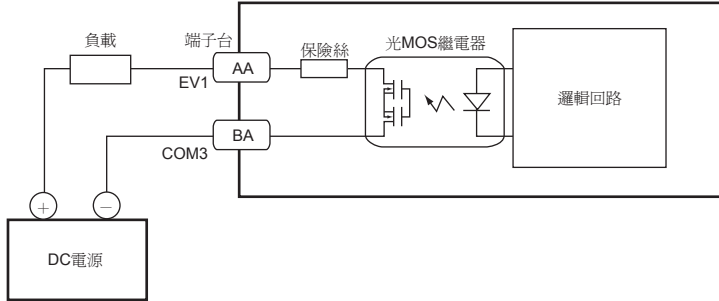 負載
端子台
AA
EV1
保險絲
光MOS繼電器
邏輯回路
BA
COM3
+
−
DC電源